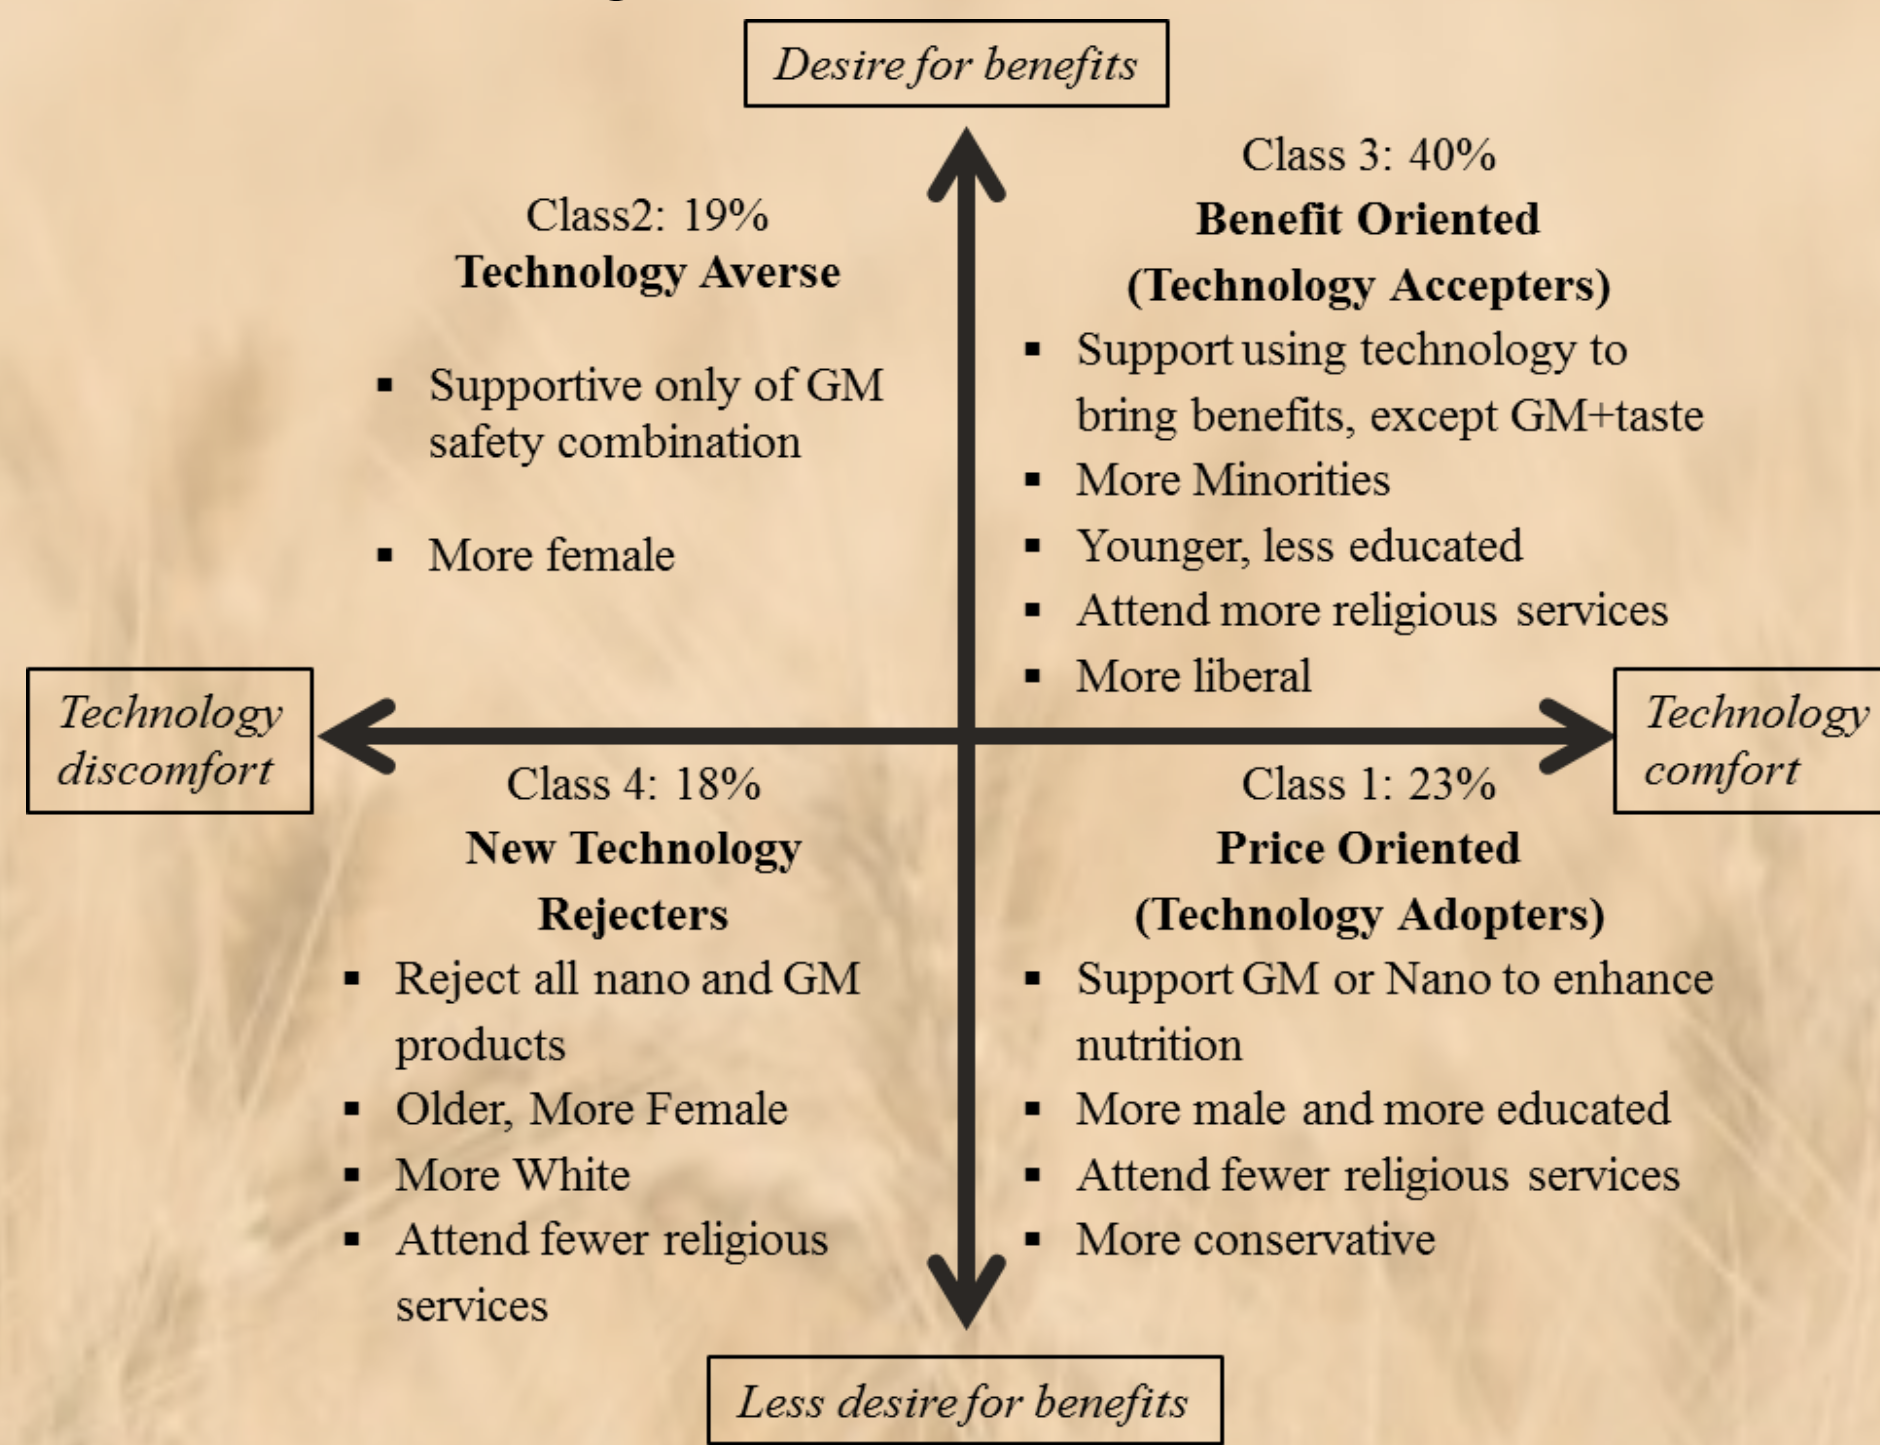 Desire for benefits
Class2: 19%
Technology Averse
▪ Supportive only of GM
safety combination
▪ More female
Class 3: 40%
Benefit Oriented
(Technology Accepters)
▪ Support using technology to
bring benefits, except GM+taste
▪ More Minorities
▪ Younger, less educated
▪ Attend more religious services
▪ More liberal
Technology
discomfort
Technology
comfort
Class 4: 18%
New Technology
Rejecters
▪ Reject all nano and GM
products
▪ Older, More Female
▪ More White
▪ Attend fewer religious
services
Class 1: 23%
Price Oriented
(Technology Adopters)
▪ Support GM or Nano to enhance
nutrition
▪ More male and more educated
▪ Attend fewer religious services
▪ More conservative
Less desire for benefits